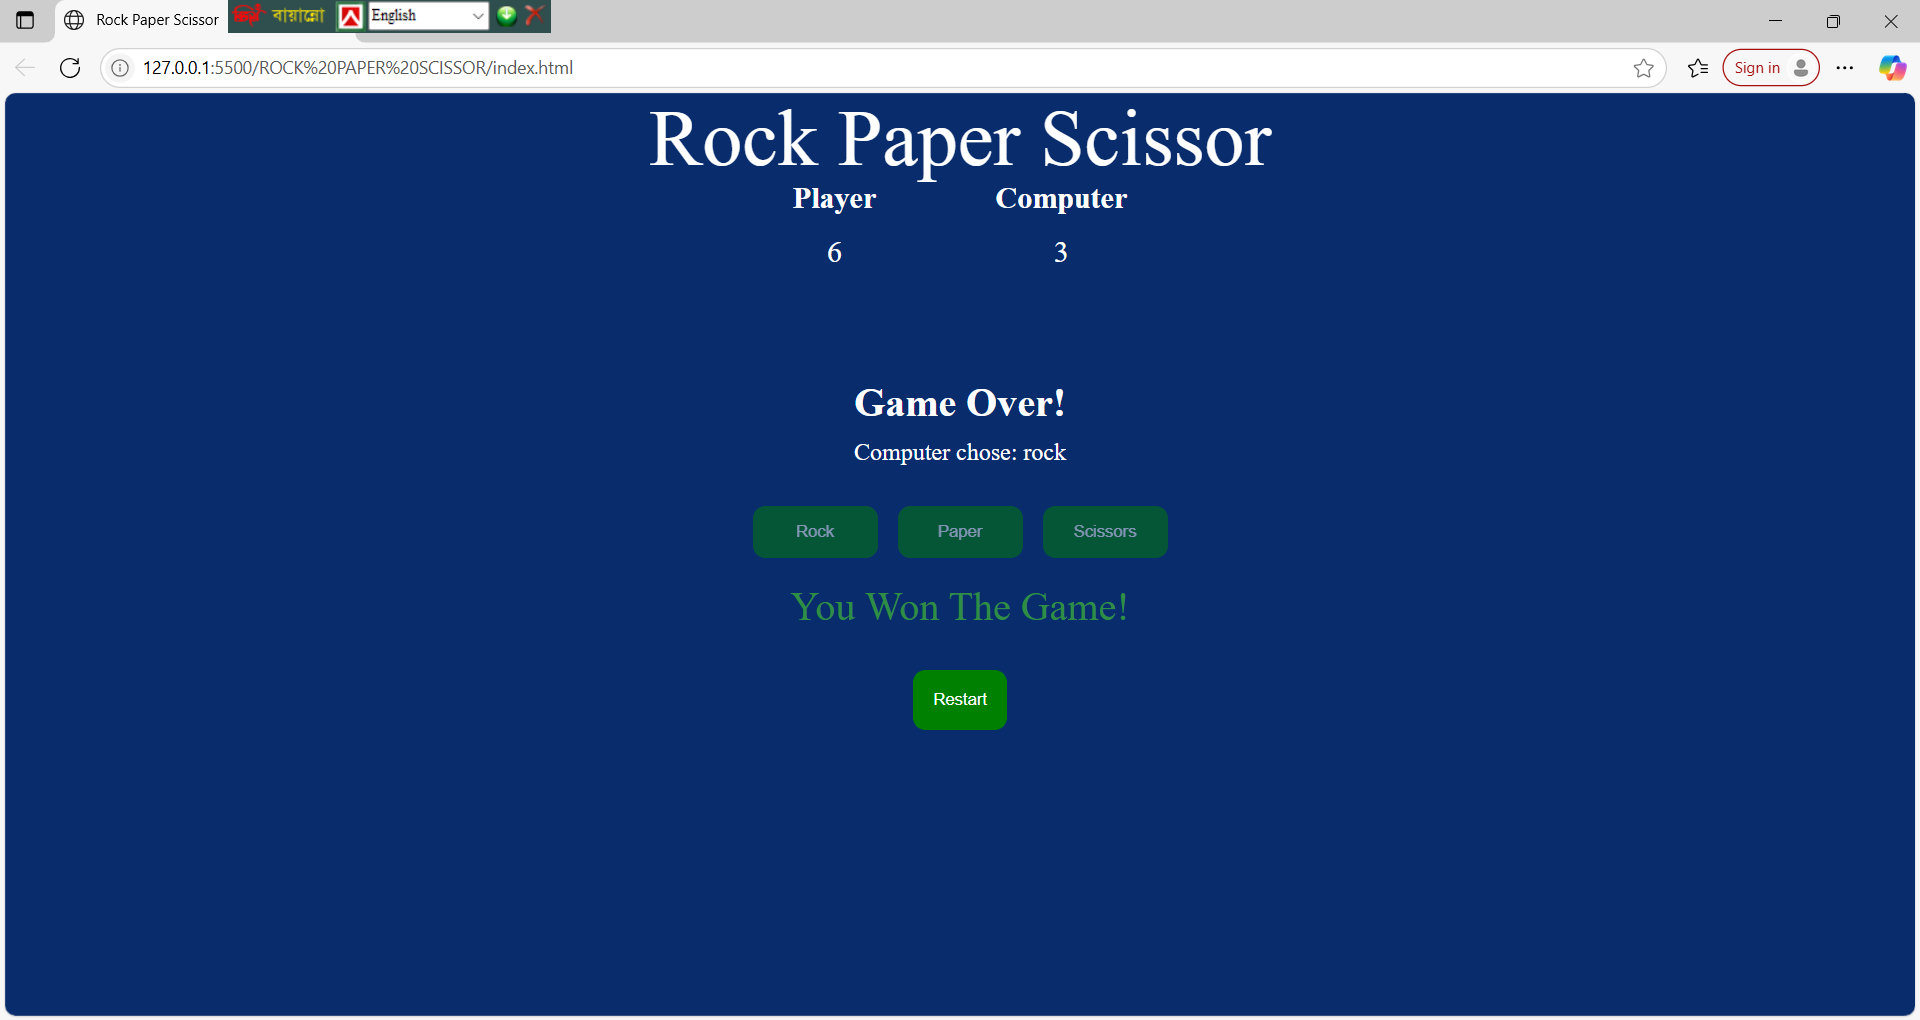 Rock Paper Scissor
বিজয় বায়ান্নো English
127.0.0.1:5500/ROCK%20PAPER%20SCISSOR/index.html
Sign in
Rock Paper Scissor
Player Computer
6 3
Game Over!
Computer chose: rock
Rock Paper Scissors
You Won The Game!
Restart